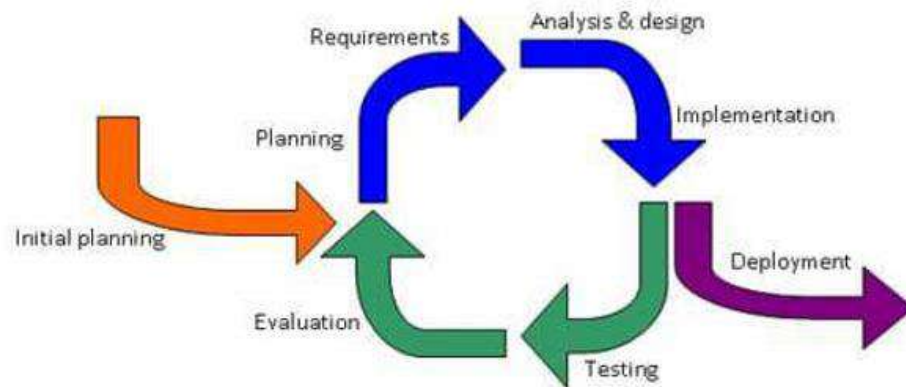 Analysis & design
Requirements
Implementation
Planning
Initial planning
Deployment
Evaluation
Testing